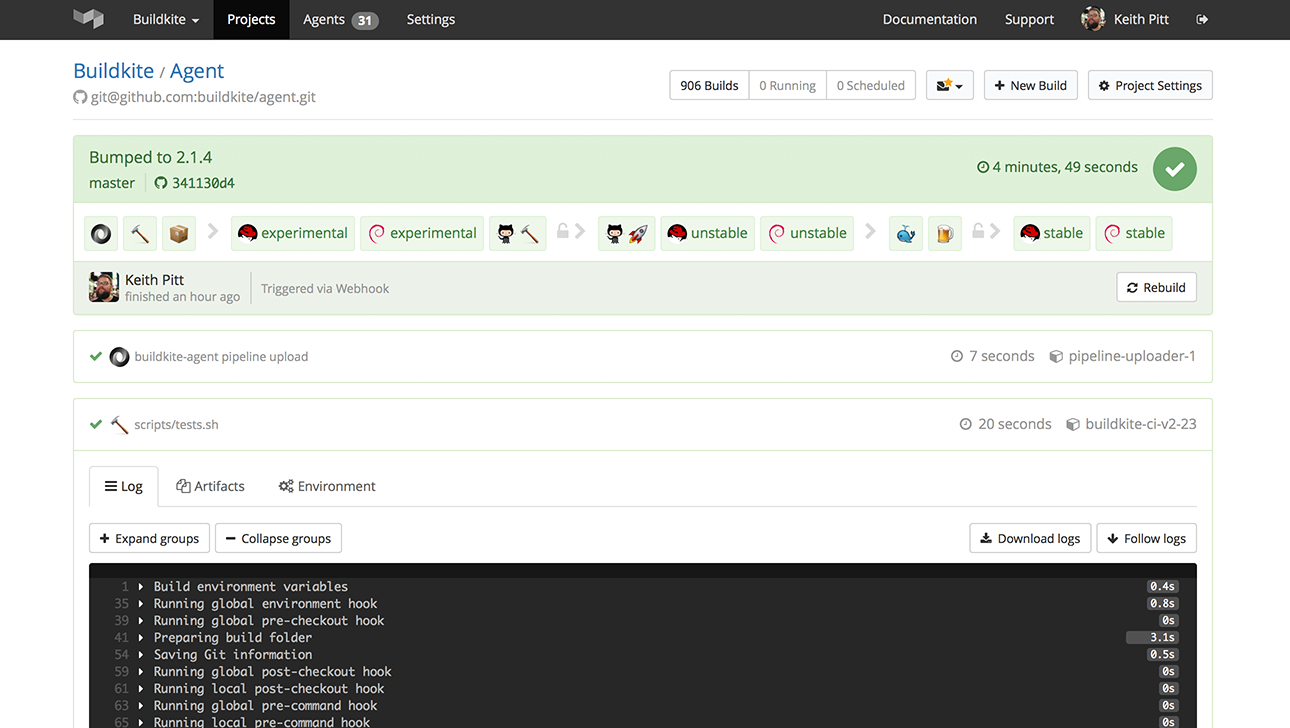 Buildkite Projects Agents 31 Settings Documentation Support Keith Pitt
Buildkite / Agent
git@github.com:buildkite/agent.git
906 Builds 0 Running 0 Scheduled New Build Project Settings
Bumped to 2.1.4
master 341130d4
4 minutes, 49 seconds
experimental experimental unstable unstable stable stable
Keith Pitt
finished an hour ago
Triggered via Webhook
Rebuild
buildkite-agent pipeline upload 7 seconds pipeline-uploader-1
scripts/tests.sh 20 seconds buildkite-ci-v2-23
Log Artifacts Environment
Expand groups Collapse groups Download logs Follow logs
1 Build environment variables 0.4s
35 Running global environment hook 0.8s
39 Running global pre-checkout hook 0s
41 Preparing build folder 3.1s
54 Saving Git information 0.5s
59 Running global post-checkout hook 0s
61 Running local post-checkout hook 0s
63 Running global pre-command hook 0s
65 Running local pre-command hook 0s